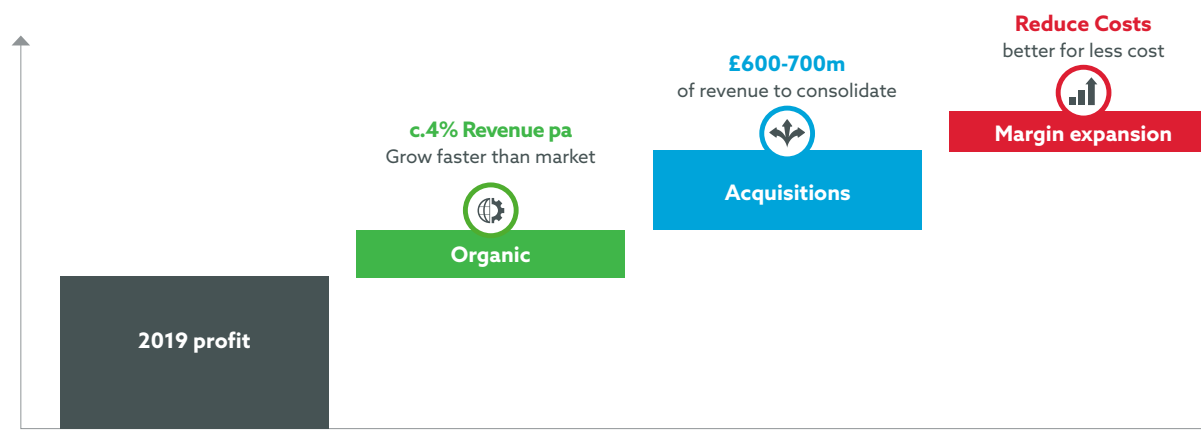 Reduce Costs
better for less cost
£600-700m
of revenue to consolidate
c.4% Revenue pa
Grow faster than market
Margin expansion
Acquisitions
Organic
2019 profit